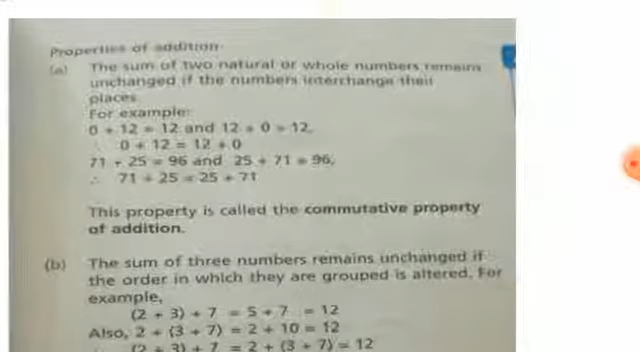 Properties of addition
(a) The sum of two natural or whole numbers remains
unchanged if the numbers interchange their
places.
For example:
0 + 12 = 12 and 12 + 0 = 12,
∴ 0 + 12 = 12 + 0
71 + 25 = 96 and 25 + 71 = 96,
∴ 71 + 25 = 25 + 71
This property is called the commutative property
of addition.
(b) The sum of three numbers remains unchanged if
the order in which they are grouped is altered. For
example,
(2 + 3) + 7 = 5 + 7 = 12
Also, 2 + (3 + 7) = 2 + 10 = 12
(2 + 3) + 7 = 2 + (3 + 7) = 12